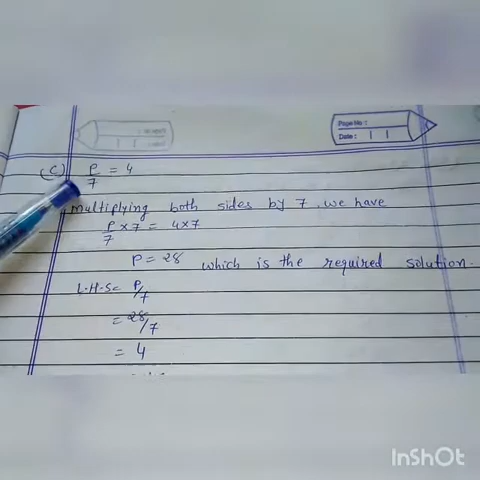 Page No :
Date :
(C) P/7 = 4
Multiplying both sides by 7 we have
P/7 × 7 = 4×7
P = 28 which is the required solution.
L.H.S = P/7
= 28/7
= 4
InShOt